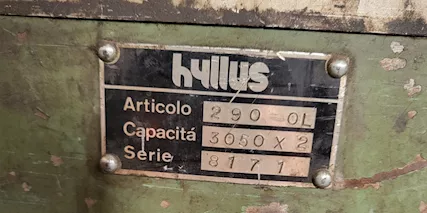 hyllus
Articolo 290 OL
Capacitá 3050 X 2
Serie 8171